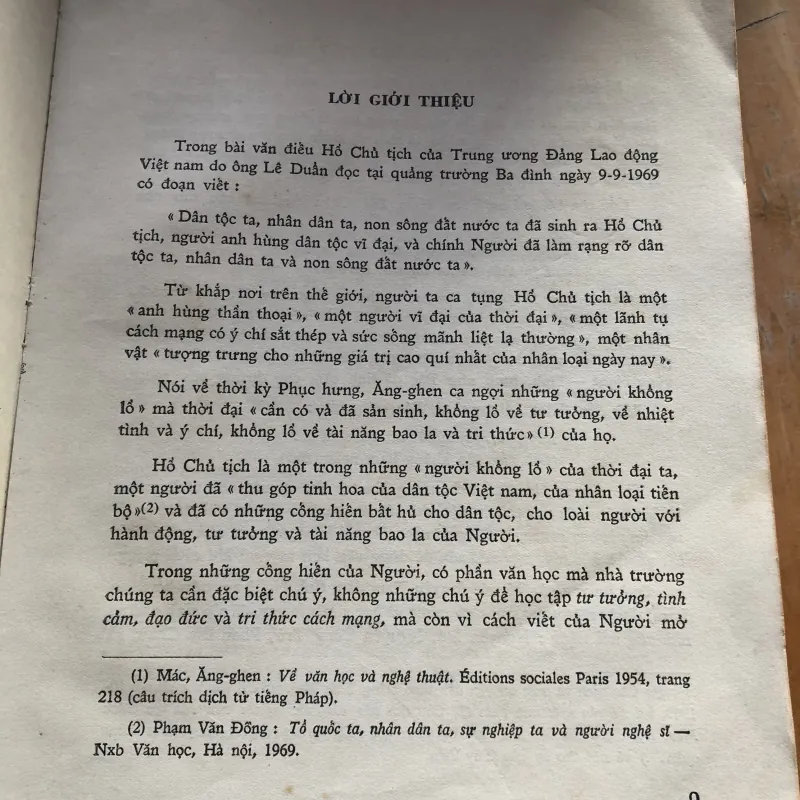 LỜI GIỚI THIỆU
Trong bài văn điều Hồ Chủ tịch của Trung ương Đảng Lao động
Việt nam do ông Lê Duẩn đọc tại quảng trường Ba đình ngày 9-9-1969
có đoạn viết :
« Dân tộc ta, nhân dân ta, non sông đất nước ta đã sinh ra Hồ Chủ
tịch, người anh hùng dân tộc vĩ đại, và chính Người đã làm rạng rỡ dân
tộc ta, nhân dân ta và non sông đất nước ta ».
Từ khắp nơi trên thế giới, người ta ca tụng Hồ Chủ tịch là một
« anh hùng thần thoại », « một người vĩ đại của thời đại », « một lãnh tụ
cách mạng có ý chí sắt thép và sức sống mãnh liệt lạ thường », một nhân
vật « tượng trưng cho những giá trị cao quí nhất của nhân loại ngày nay ».
Nói về thời kỳ Phục hưng, Ăng-ghen ca ngợi những « người khổng
lồ » mà thời đại « cần có và đã sản sinh, khổng lồ về tư tưởng, về nhiệt
tình và ý chí, khổng lồ về tài năng bao la và tri thức» (1) của họ.
Hồ Chủ tịch là một trong những « người khổng lồ » của thời đại ta,
một người đã « thu góp tinh hoa của dân tộc Việt nam, của nhân loại tiến
bộ »(2) và đã có những cống hiến bất hủ cho dân tộc, cho loài người với
hành động, tư tưởng và tài năng bao la của Người.
Trong những cống hiến của Người, có phần văn học mà nhà trường
chúng ta cần đặc biệt chú ý, không những chú ý để học tập tư tưởng, tình
cảm, đạo đức và tri thức cách mạng, mà còn vì cách viết của Người mở
(1) Mác, Ăng-ghen : Về văn học và nghệ thuật. Éditions sociales Paris 1954, trang
218 (câu trích dịch từ tiếng Pháp).
(2) Phạm Văn Đồng : Tổ quốc ta, nhân dân ta, sự nghiệp ta và người nghệ sĩ —
Nxb Văn học, Hà nội, 1969.
9